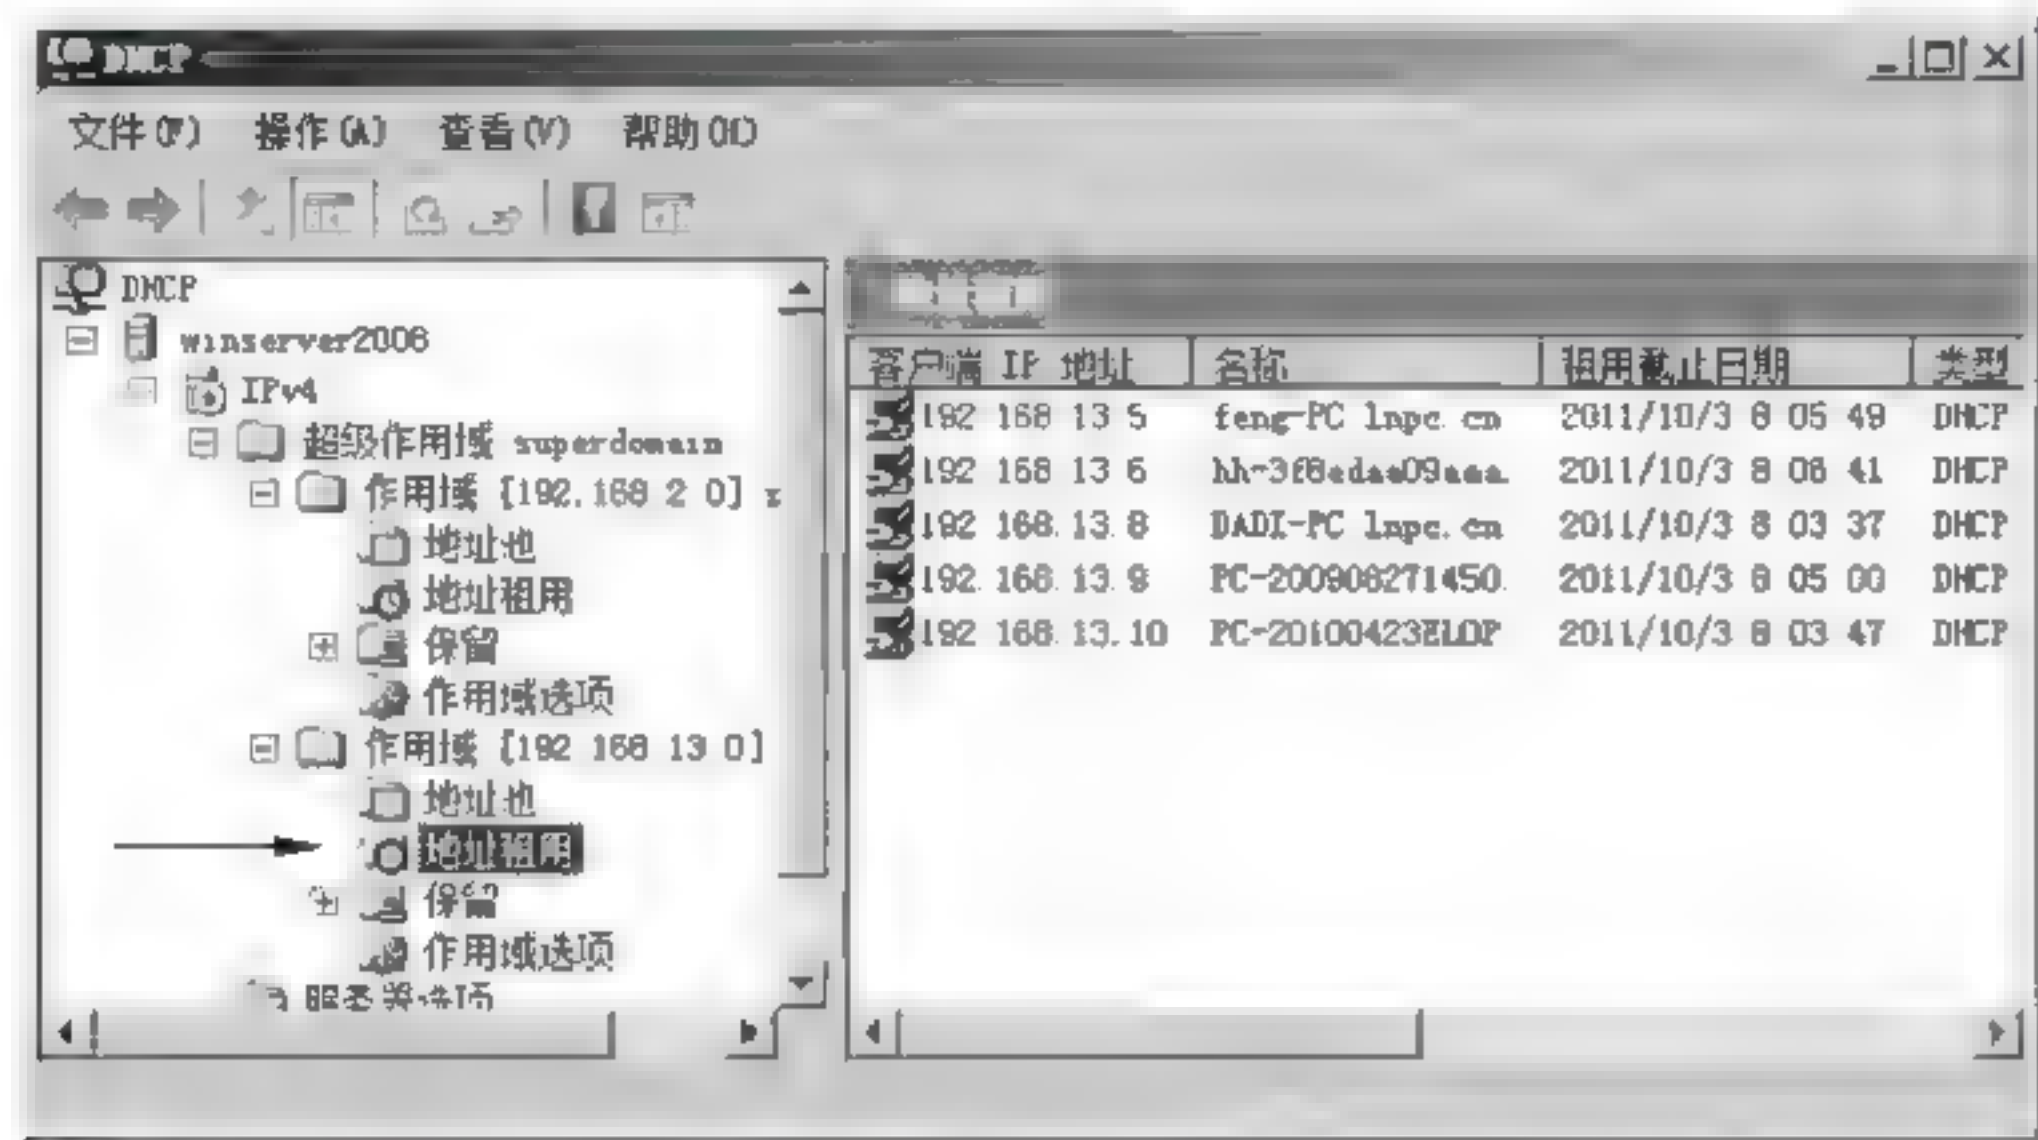 DHCP
文件(F) 操作(A) 查看(V) 帮助(H)
DHCP
winserver2008
IPv4
超级作用域 superdomain
作用域 [192.168 2 0]
地址池
地址租用
保留
作用域选项
作用域 [192 168 13 0]
地址池
地址租用
保留
作用域选项
服务器选项
客户端 IP 地址 名称 租用截止日期 类型
192 168 13 5 feng-PC lnpc. cn 2011/10/3 8 05 49 DHCP
192 168 13 6 2011/10/3 8 06 41 DHCP
192 168. 13. 8 DADI-PC lnpc. cn 2011/10/3 8 03 37 DHCP
192. 168. 13. 9 2011/10/3 8 05 00 DHCP
192 168. 13. 10 2011/10/3 8 03 47 DHCP